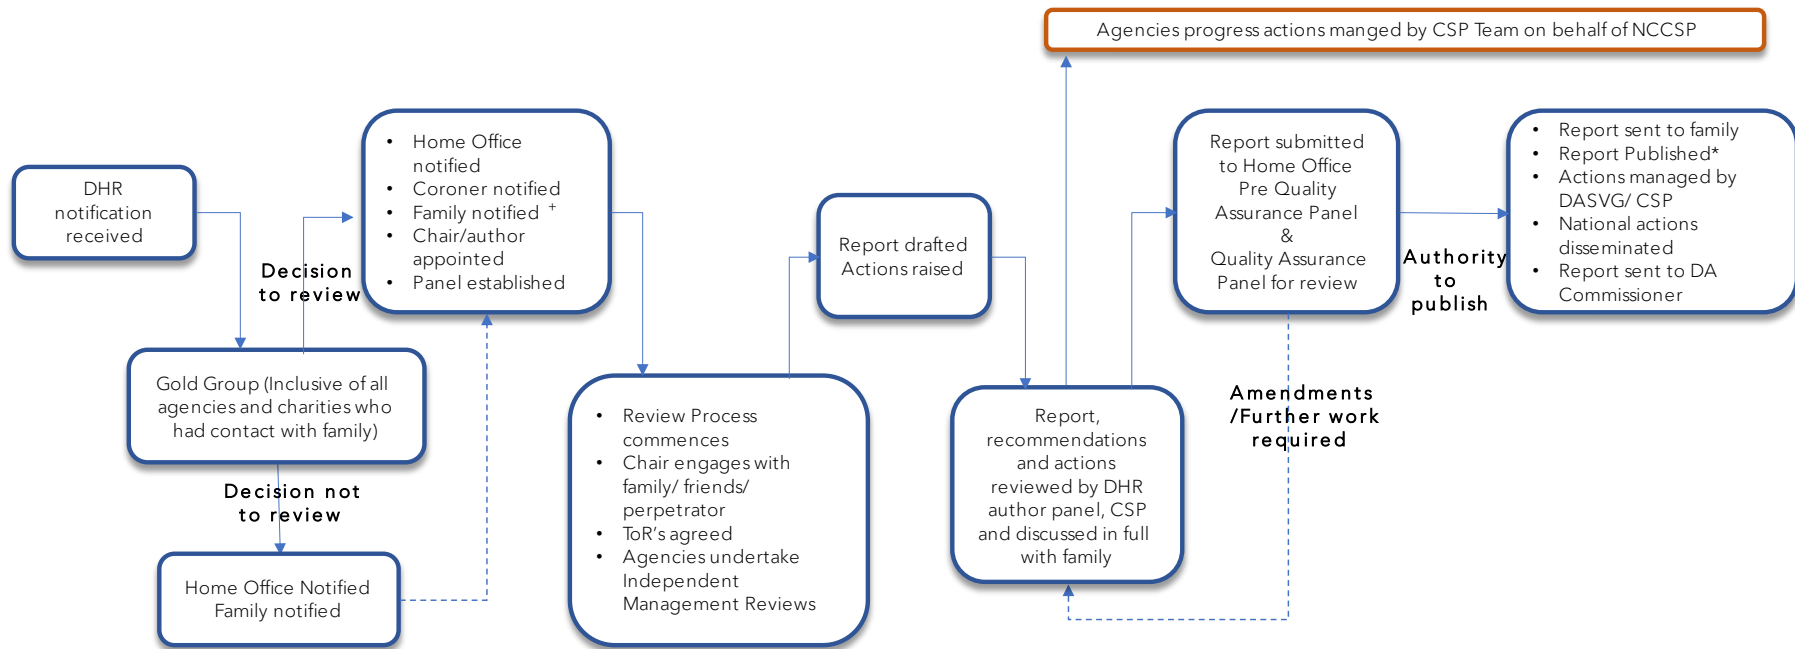 Agencies progress actions manged by CSP Team on behalf of NCCSP
DHR
notification
received
Decision
to review
• Home Office
notified
• Coroner notified
• Family notified +
• Chair/author
appointed
• Panel established
Gold Group (Inclusive of all
agencies and charities who
had contact with family)
Decision not
to review
Home Office Notified
Family notified
• Review Process
commences
• Chair engages with
family/ friends/
perpetrator
• ToR's agreed
• Agencies undertake
Independent
Management Reviews
Report drafted
Actions raised
Report,
recommendations
and actions
reviewed by DHR
author panel, CSP
and discussed in full
with family
Report submitted
to Home Office
Pre Quality
Assurance Panel
&
Quality Assurance
Panel for review
Amendments
/Further work
required
Authority
to
publish
• Report sent to family
• Report Published*
• Actions managed by
DASVG/ CSP
• National actions
disseminated
• Report sent to DA
Commissioner